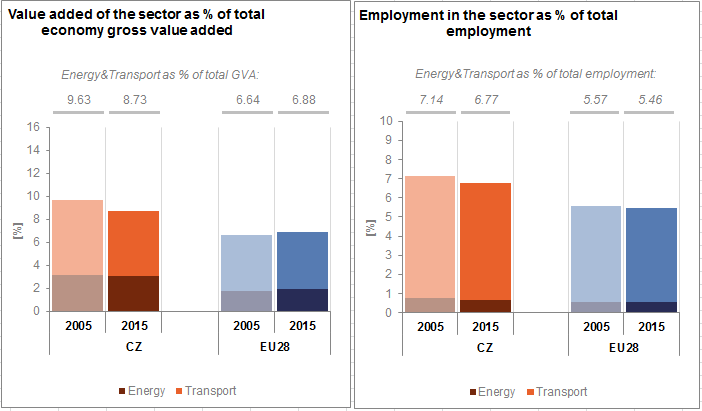 Value added of the sector as % of total
economy gross value added
Energy&Transport as % of total GVA:
9.63 8.73 6.64 6.88
16
14
12
10
8
6
4
2
0
[%]
2005 2015 2005 2015
CZ EU28
Energy Transport
Employment in the sector as % of total
employment
Energy&Transport as % of total employment:
7.14 6.77 5.57 5.46
10
9
8
7
6
5
4
3
2
1
0
[%]
2005 2015 2005 2015
CZ EU28
Energy Transport